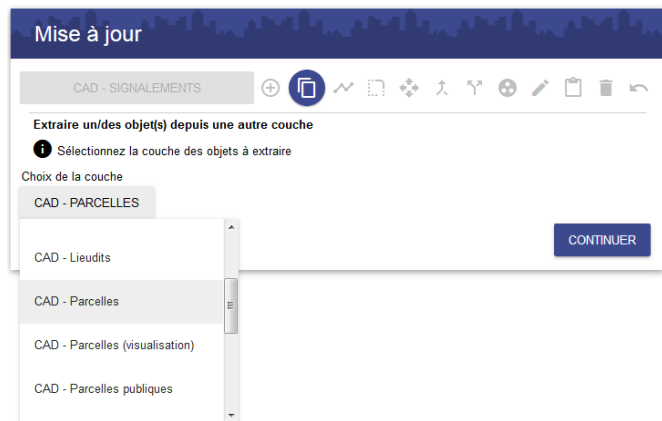 Mise à jour
CAD - SIGNALEMENTS
Extraire un/des objet(s) depuis une autre couche
Sélectionnez la couche des objets à extraire
Choix de la couche
CAD - PARCELLES
CONTINUER
CAD - Lieudits
CAD - Parcelles
CAD - Parcelles (visualisation)
CAD - Parcelles publiques